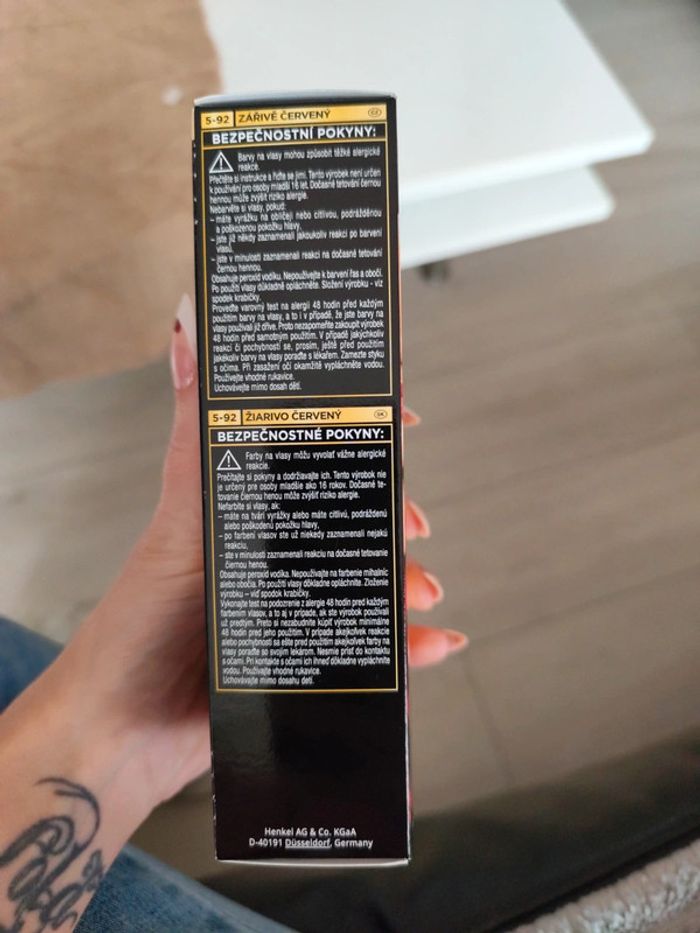 5-92 ZÁŘIVĚ ČERVENÝ CZ
BEZPEČNOSTNÍ POKYNY:
Barvy na vlasy mohou způsobit těžké alergické
reakce.
Přečtěte si instrukce a řiďte se jimi. Tento výrobek není určen
k používání pro osoby mladší 16 let. Dočasné tetování černou
hennou může zvýšit riziko alergie.
Nebarvěte si vlasy, pokud:
– máte vyrážku na obličeji nebo citlivou, podrážděnou
a poškozenou pokožku hlavy,
– jste již někdy zaznamenali jakoukoliv reakci po barvení
vlasů,
– jste v minulosti zaznamenali reakci na dočasné tetování
černou hennou.
Obsahuje peroxid vodíku. Nepoužívejte k barvení řas a obočí.
Po použití vlasy důkladně opláchněte. Složení výrobku - viz
spodek krabičky.
Proveďte varovný test na alergii 48 hodin před každým
použitím barvy na vlasy, a to i v případě, že jste barvy na
vlasy používali již dříve. Proto nezapomeňte zakoupit výrobek
48 hodin před samotným použitím. V případě jakýchkoliv
reakcí či pochybností se, prosím, ještě před použitím
jakékoliv barvy na vlasy poraďte s lékařem. Zamezte styku
s očima. Při zasažení očí okamžitě vypláchněte vodou.
Používejte vhodné rukavice.
Uchovávejte mimo dosah dětí.
5-92 ŽIARIVO ČERVENÝ SK
BEZPEČNOSTNÉ POKYNY:
Farby na vlasy môžu vyvolať vážne alergické
reakcie.
Prečítajte si pokyny a dodržiavajte ich. Tento výrobok nie
je určený pre osoby mladšie ako 16 rokov. Dočasné te-
tovanie čiernou henou môže zvýšiť riziko alergie.
Nefarbite si vlasy, ak:
– máte na tvári vyrážky alebo máte citlivú, podráždenú
alebo poškodenú pokožku hlavy,
– po farbení vlasov ste už niekedy zaznamenali nejakú
reakciu,
– ste v minulosti zaznamenali reakciu na dočasné tetovanie
čiernou henou.
Obsahuje peroxid vodíka. Nepoužívajte na farbenie mihalníc
alebo obočia. Po použití vlasy dôkladne opláchnite. Zloženie
výrobku – viď spodok krabičky.
Vykonajte test na podozrenie z alergie 48 hodín pred každým
farbením vlasov, a to aj v prípade, ak ste výrobok používali
už predtým. Preto si nezabudnite kúpiť výrobok minimálne
48 hodín pred jeho použitím. V prípade akejkoľvek reakcie
alebo pochybnosti sa ešte pred použitím akejkoľvek farby na
vlasy poraďte so svojím lekárom. Nesmie prísť do kontaktu
s očami. Pri kontakte s očami ich ihneď dôkladne vypláchnite
vodou. Používajte vhodné rukavice.
Uchovávajte mimo dosahu detí.
Henkel AG & Co. KGaA
D-40191 Düsseldorf, Germany